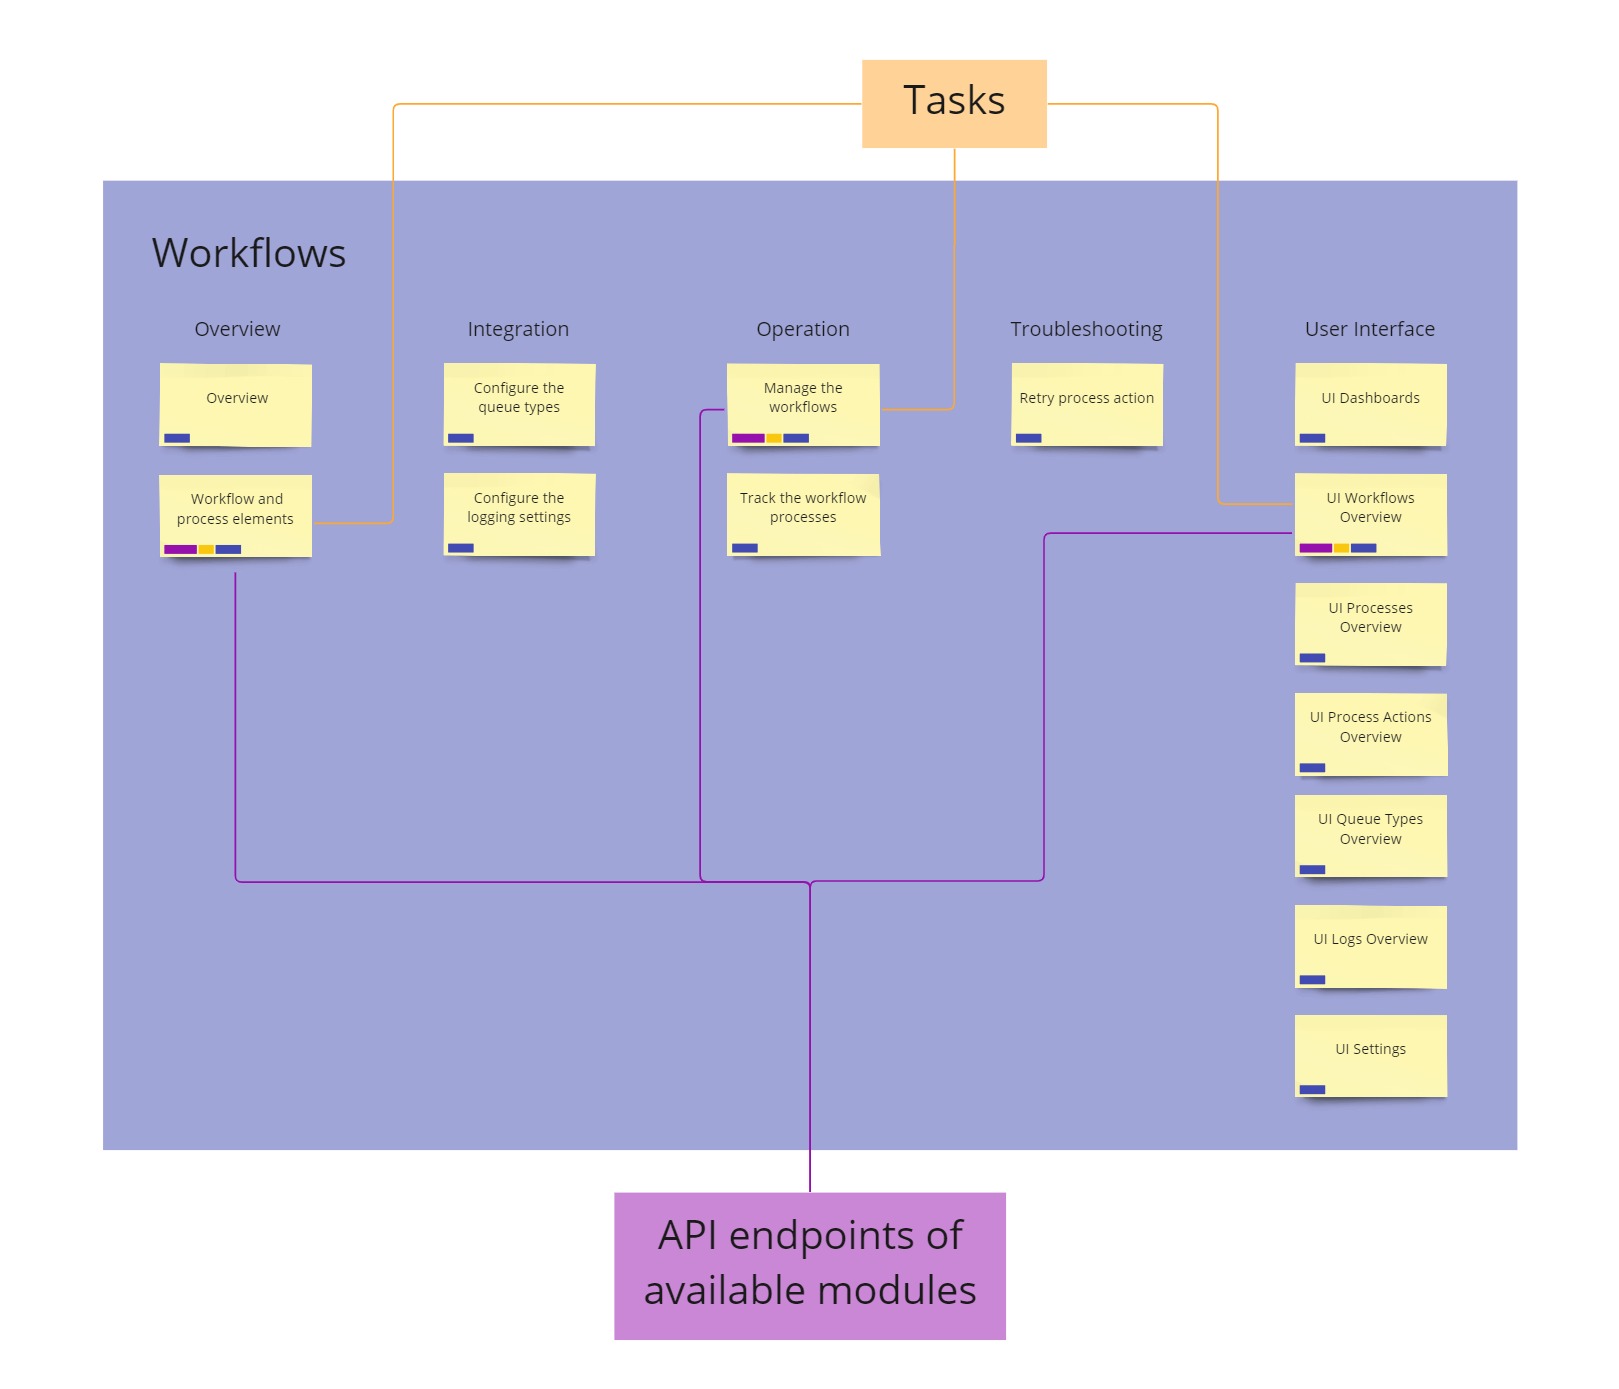 Tasks
Workflows
Overview
Integration
Operation
Troubleshooting
User Interface
Overview
Workflow and
process elements
Configure the
queue types
Configure the
logging settings
Manage the
workflows
Track the workflow
processes
Retry process action
UI Dashboards
UI Workflows
Overview
UI Processes
Overview
UI Process Actions
Overview
UI Queue Types
Overview
UI Logs Overview
UI Settings
API endpoints of
available modules